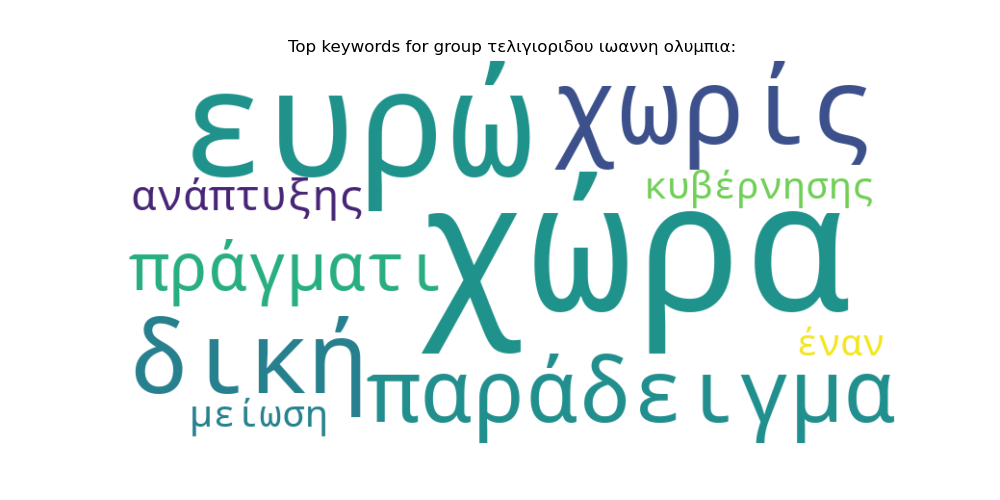 Top keywords for group τελιγιοριδου ιωαννη ολυμπια:
ευρώ χωρίς
ανάπτυξης κυβέρνησης
πράγματι χώρα
δική έναν
μείωση παράδειγμα